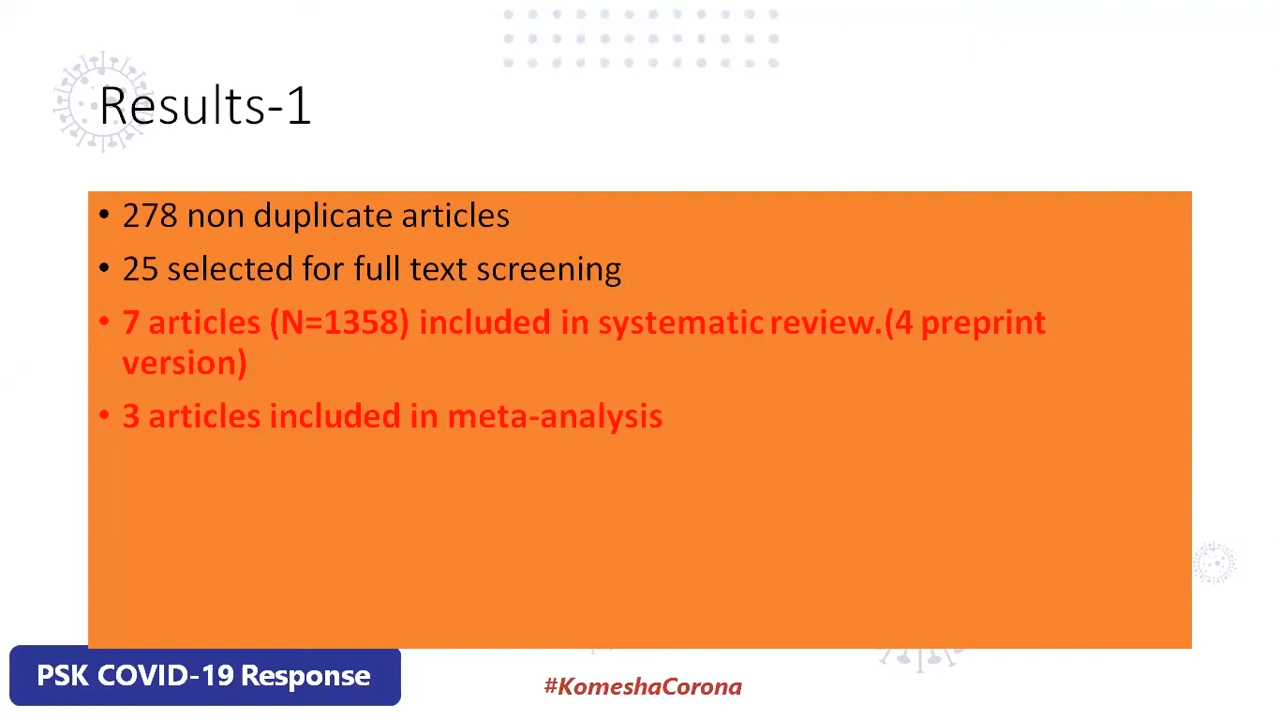 Results-1
• 278 non duplicate articles
• 25 selected for full text screening
• 7 articles (N=1358) included in systematic review.(4 preprint
version)
• 3 articles included in meta-analysis
PSK COVID-19 Response
#KomeshaCorona